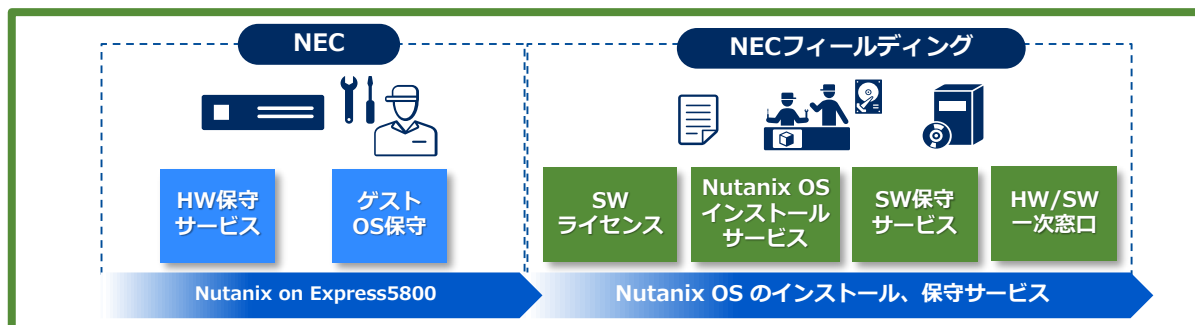 NEC
NECフィールディング
HW保守
サービス
ゲスト
OS保守
SW
ライセンス
Nutanix OS
インストール
サービス
SW保守
サービス
HW/SW
一次窓口
Nutanix on Express5800
Nutanix OS のインストール、保守サービス